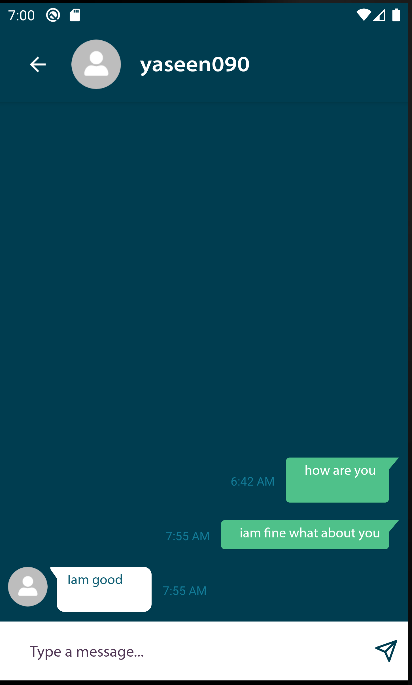 7:00
yaseen090
how are you
6:42 AM
iam fine what about you
7:55 AM
Iam good
7:55 AM
Type a message...